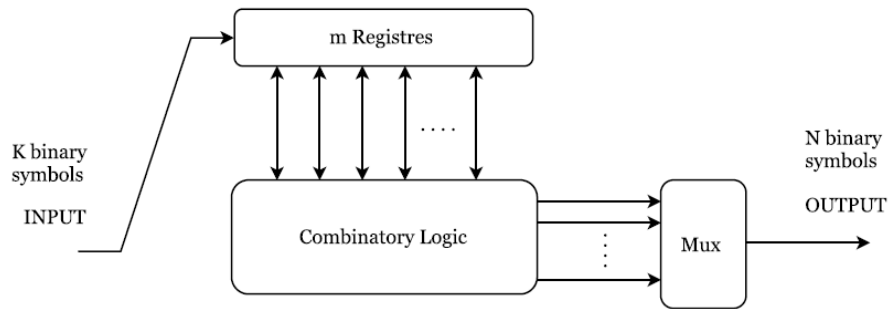 m Registres
K binary
symbols
INPUT
. . . .
Combinatory Logic
Mux
N binary
symbols
OUTPUT